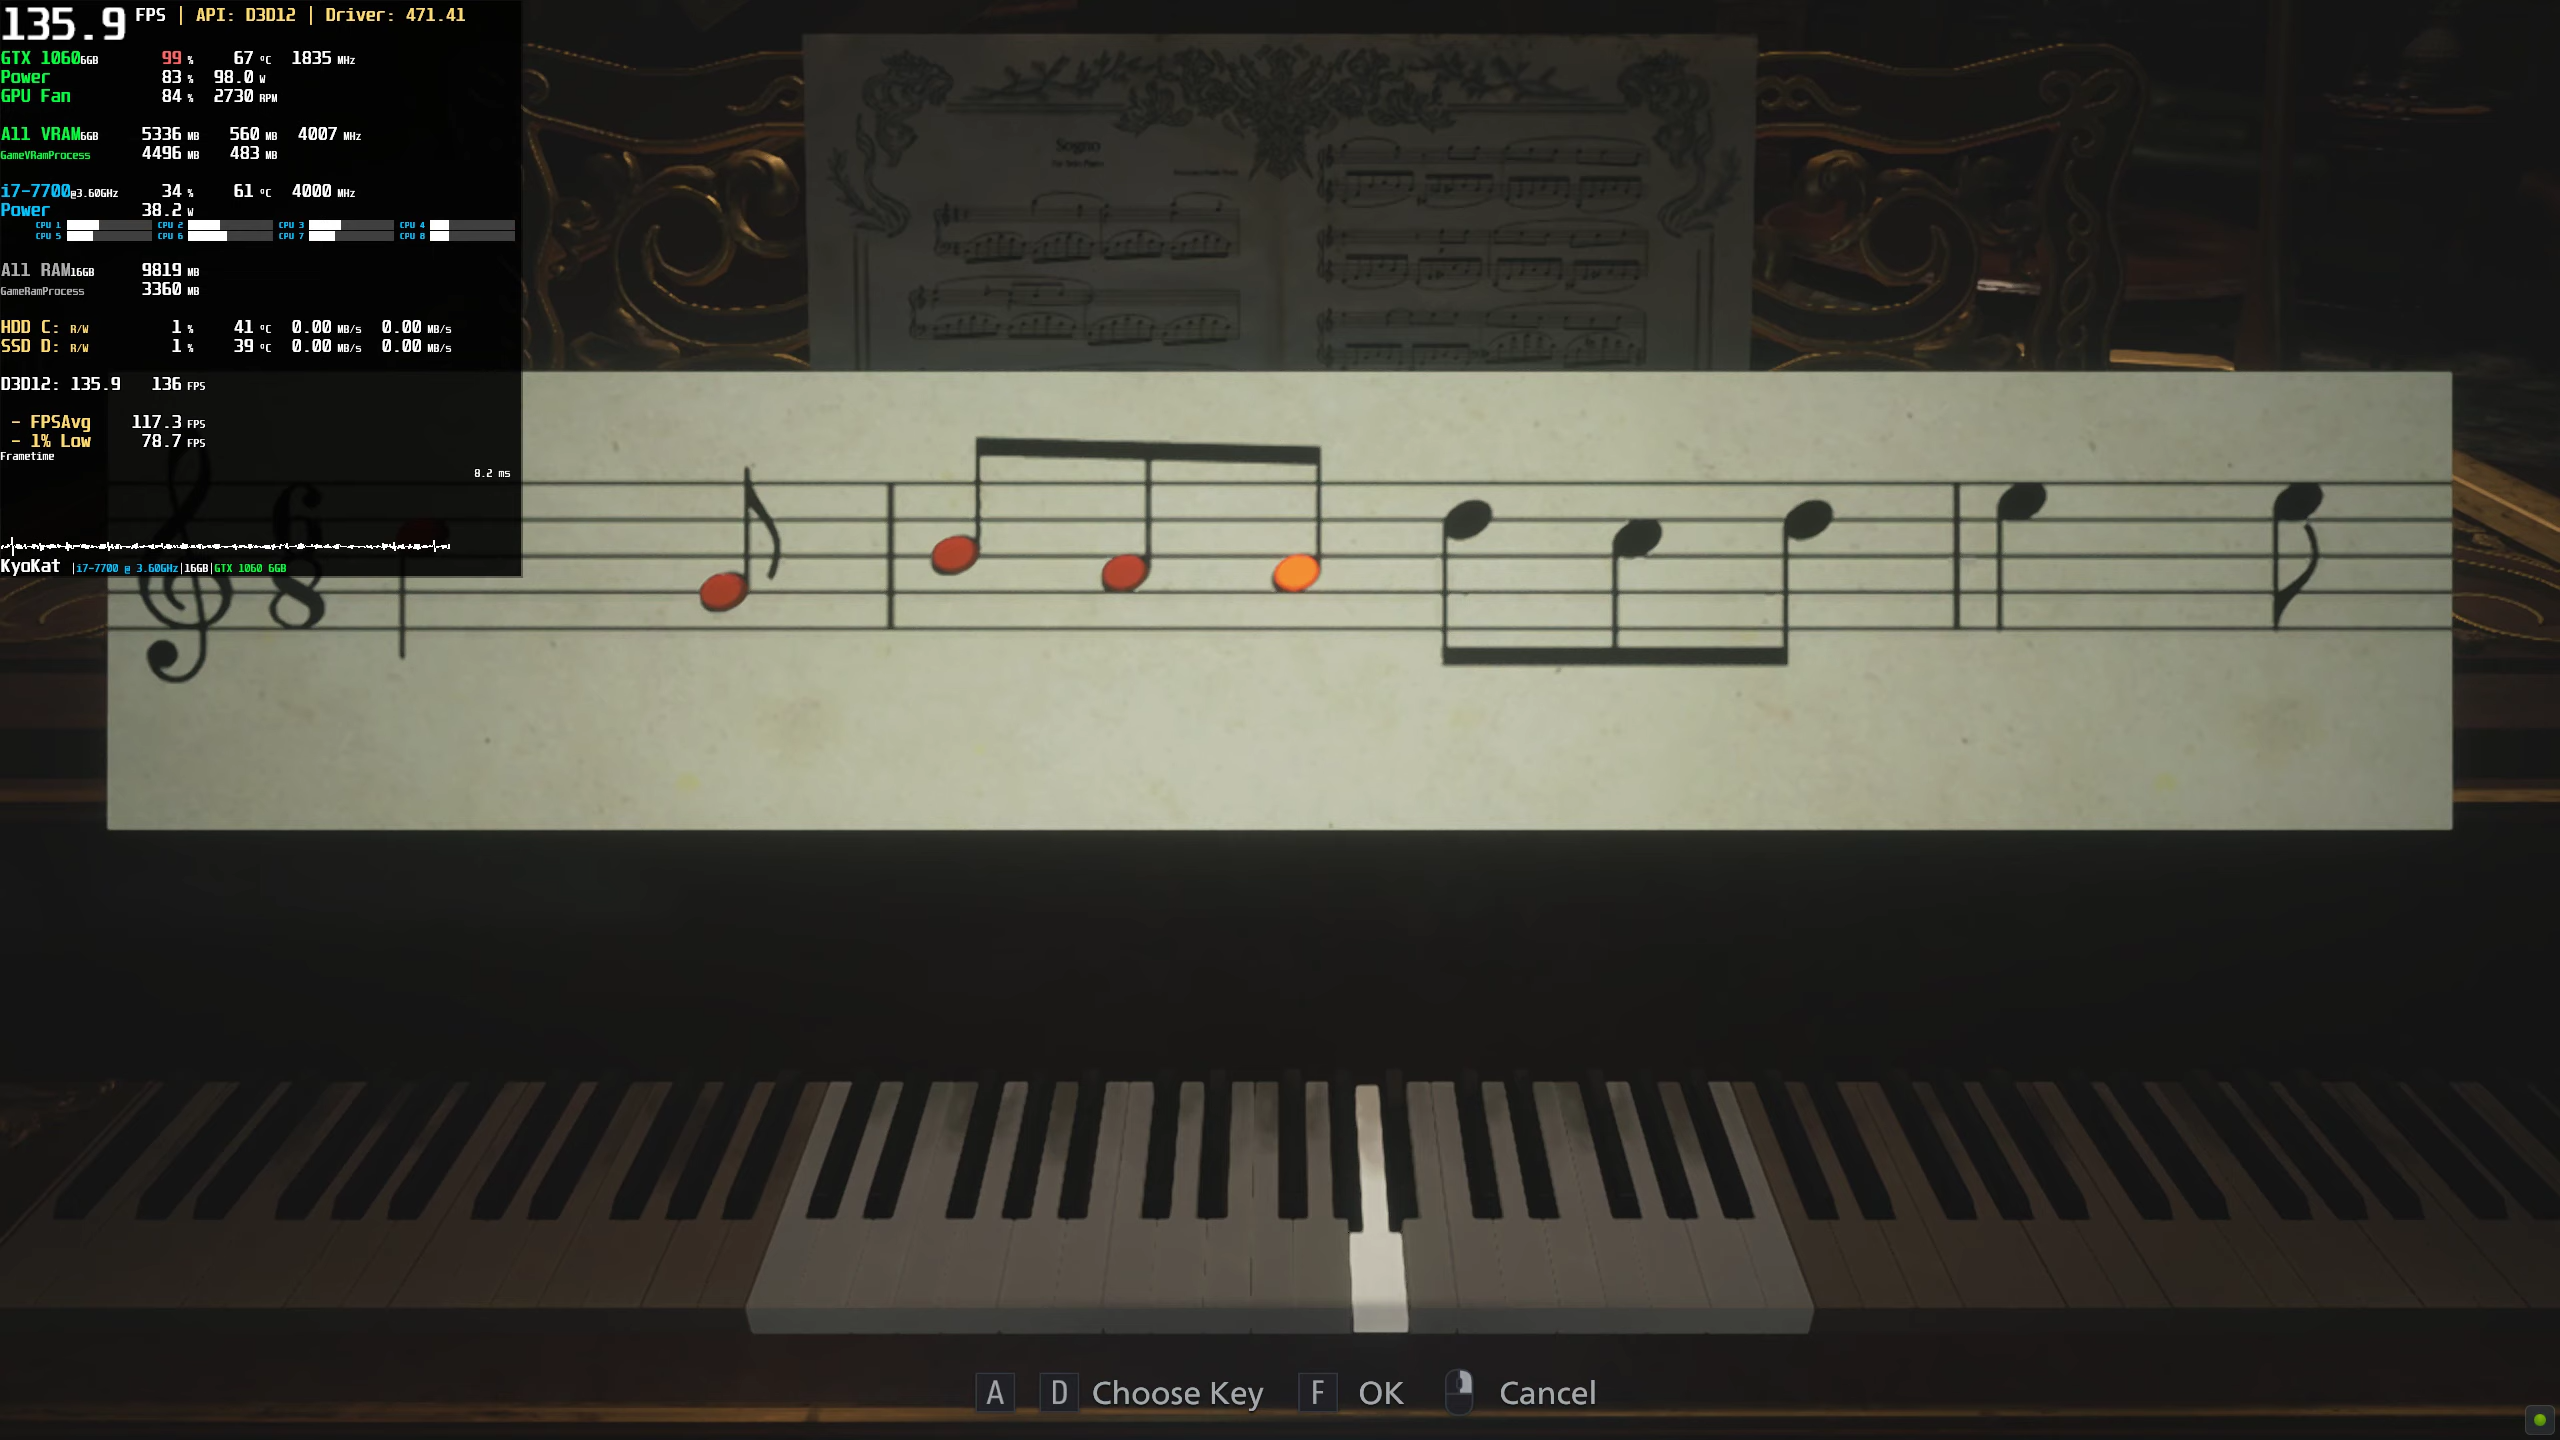 135.9 FPS | API: D3D12 | Driver: 471.41
GTX 1060 6GB 99 % 67 °C 1835 MHz
Power 83 % 98.0 W
GPU Fan 84 % 2730 RPM
All VRAM 6GB 5336 MB 560 MB 4007 MHz
GameVRamProcess 4496 MB 483 MB
i7-7700@3.60GHz 34 % 61 °C 4000 MHz
Power 38.2 W
CPU 1 CPU 2 CPU 3 CPU 4
CPU 5 CPU 6 CPU 7 CPU 8
All RAM 16GB 9819 MB
GameRamProcess 3360 MB
HDD C: R/W 1 % 41 °C 0.00 MB/s 0.00 MB/s
SSD D: R/W 1 % 39 °C 0.00 MB/s 0.00 MB/s
D3D12: 135.9 136 FPS
- FPSAvg 117.3 FPS
- 1% Low 78.7 FPS
Frametime
8.2 ms
KyoKat |i7-7700 @ 3.60GHz|16GB|GTX 1060 6GB
Sogno
For Solo Piano
6
8
A D Choose Key F OK Cancel